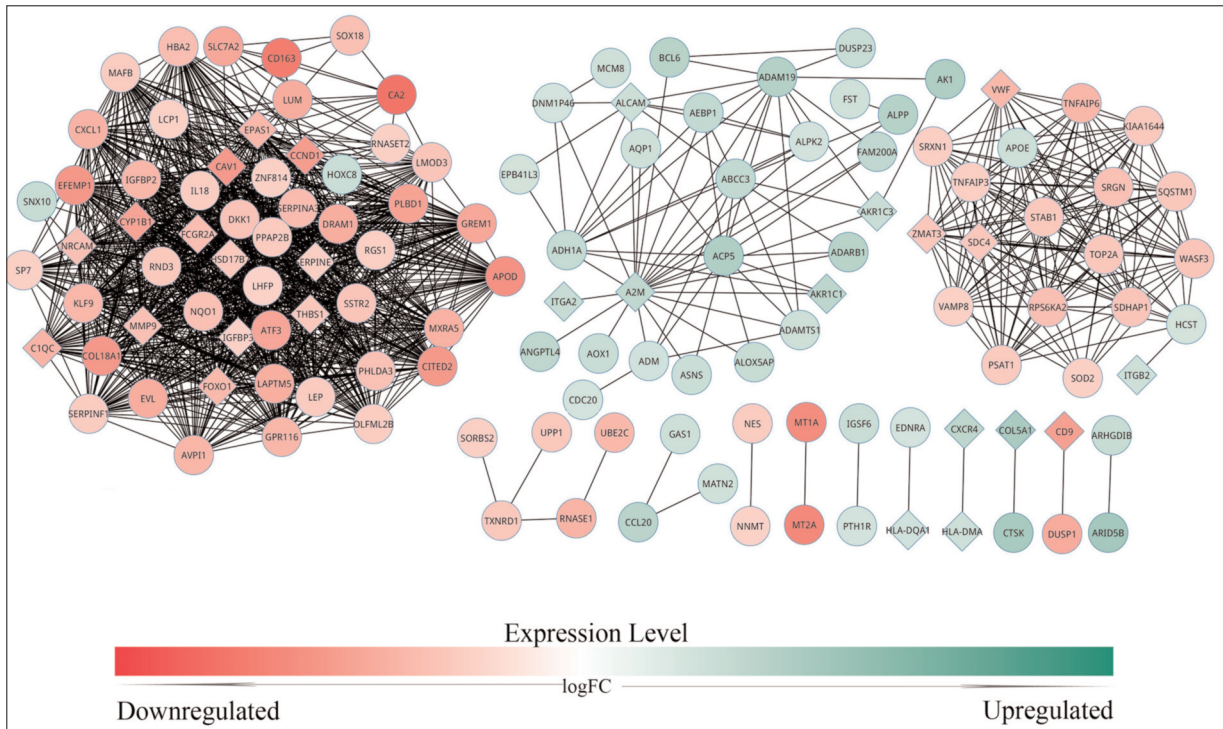 HBA2
SLC7A2
SOX18
CD163
MAFB
CA2
LUM
LCP1
CXCL1
EPAS1
RNASET2
CCND1
LMOD3
CAV1
ZNF814
HOXC8
EFEMP1
IGFBP2
IL18
SNX10
SERPINA3
PLBD1
CYP1B1
DKK1
DRAM1
GREM1
FCGR2A
PPAP2B
NRCAM
HSD17B
ERPINE
RGS1
SP7
RND3
APOD
LHFP
KLF9
NQO1
SSTR2
THBS1
MMP9
IGFBP3
ATF3
MXRA5
C1QC
COL18A1
CITED2
PHLDA3
FOXO1
LAPTM5
EVL
LEP
SERPINF1
OLFML2B
AVPI1
GPR116
BCL6
DUSP23
MCM8
ADAM19
AK1
DNM1P46
ALCAM
FST
AEBP1
ALPP
AQP1
ALPK2
FAM200A
EPB41L3
ABCC3
AKR1C3
ADH1A
ACP5
ADARB1
ITGA2
A2M
AKR1C1
ADAMTS1
ANGPTL4
AOX1
ADM
ASNS
ALOX5AP
CDC20
VWF
TNFAIP6
KIAA1644
SRXN1
APOE
TNFAIP3
SRGN
SQSTM1
STAB1
ZMAT3
SDC4
TOP2A
WASF3
VAMP8
RPS6KA2
SDHAP1
HCST
PSAT1
SOD2
ITGB2
SORBS2
UPP1
UBE2C
GAS1
NES
MT1A
IGSF6
EDNRA
CXCR4
COL5A1
CD9
ARHGDIB
MATN2
TXNRD1
RNASE1
CCL20
NNMT
MT2A
PTH1R
HLA-DQA1
HLA-DMA
CTSK
DUSP1
ARID5B
Expression Level
logFC
Downregulated
Upregulated